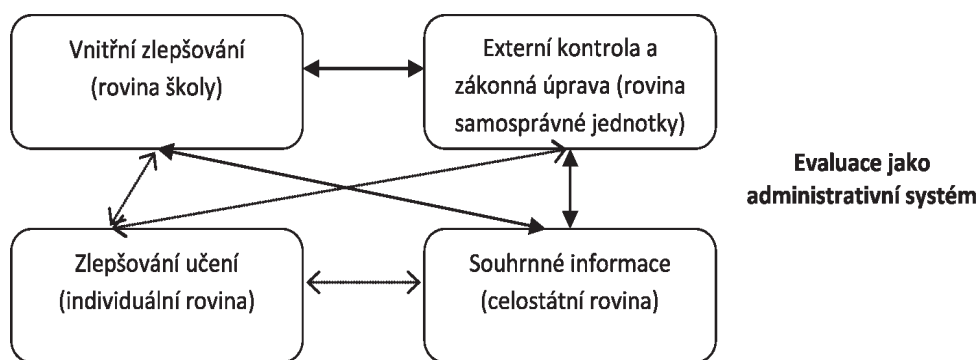 Vnitřní zlepšování
(rovina školy)
Externí kontrola a
zákonná úprava (rovina
samosprávné jednotky)
Evaluace jako
administrativní systém
Zlepšování učení
(individuální rovina)
Souhrnné informace
(celostátní rovina)